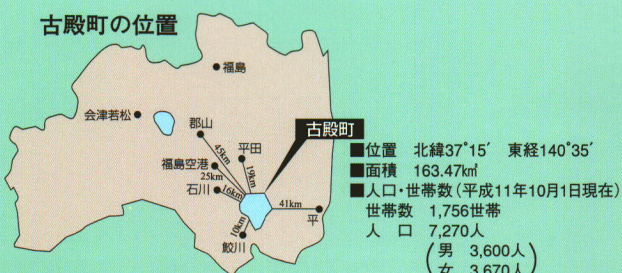 古殿町の位置
福島
会津若松
郡山
平田
古殿町
45km
19km
福島空港
25km
石川
16km
41km
平
10km
鮫川
■位置 北緯37°15′ 東経140°35′
■面積 163.47k㎡
■人口・世帯数(平成11年10月1日現在)
世帯数 1,756世帯
人 口 7,270人
男 3,600人
女 3,670人